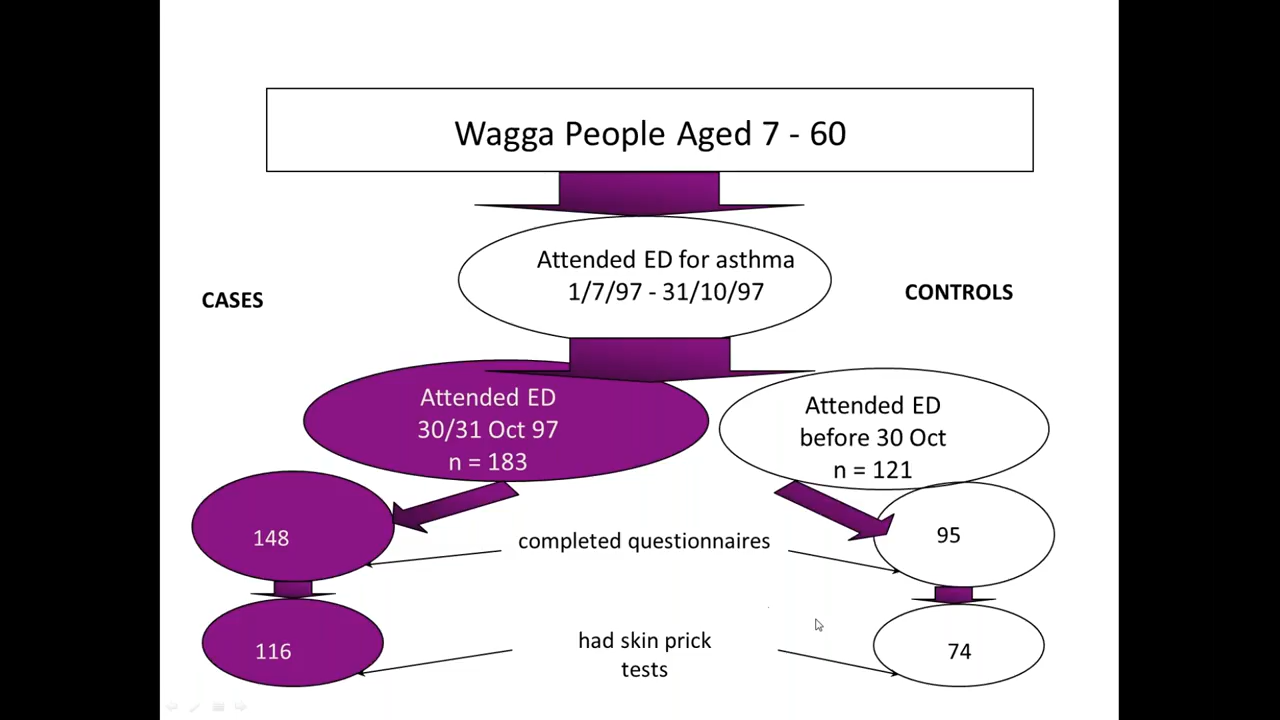 Wagga People Aged 7 - 60
Attended ED for asthma
1/7/97 - 31/10/97
CASES
CONTROLS
Attended ED
30/31 Oct 97
n = 183
Attended ED
before 30 Oct
n = 121
148
completed questionnaires
95
116
had skin prick
tests
74